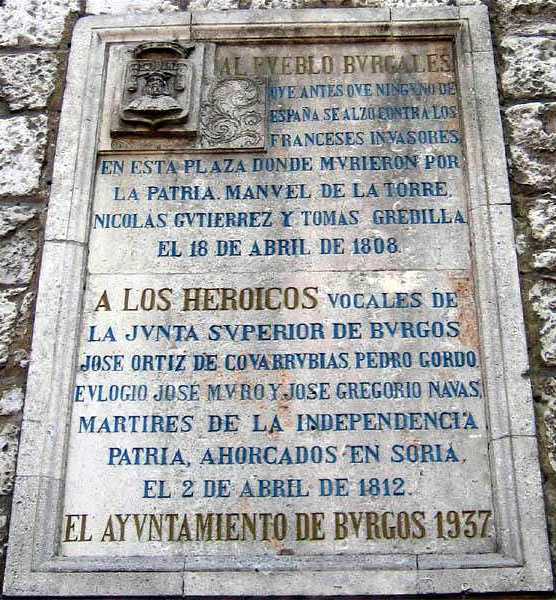 AL PVEBLO BVRGALES
QVE ANTES QVE NINGVNO DE
ESPAÑA SE ALZO CONTRA LOS
FRANCESES INVASORES
EN ESTA PLAZA DONDE MVRIERON POR
LA PATRIA. MANVEL DE LA TORRE.
NICOLÁS GVTIERREZ Y TOMAS GREDILLA.
EL 18 DE ABRIL DE 1808.
A LOS HEROICOS VOCALES DE
LA JVNTA SVPERIOR DE BVRGOS
JOSE ORTIZ DE COVARRVBIAS, PEDRO GORDO,
EVLOGIO JOSE MVRO Y JOSE GREGORIO NAVAS,
MARTIRES DE LA INDEPENDENCIA
PATRIA, AHORCADOS EN SORIA.
EL 2 DE ABRIL DE 1812.
EL AYVNTAMIENTO DE BVRGOS 1937